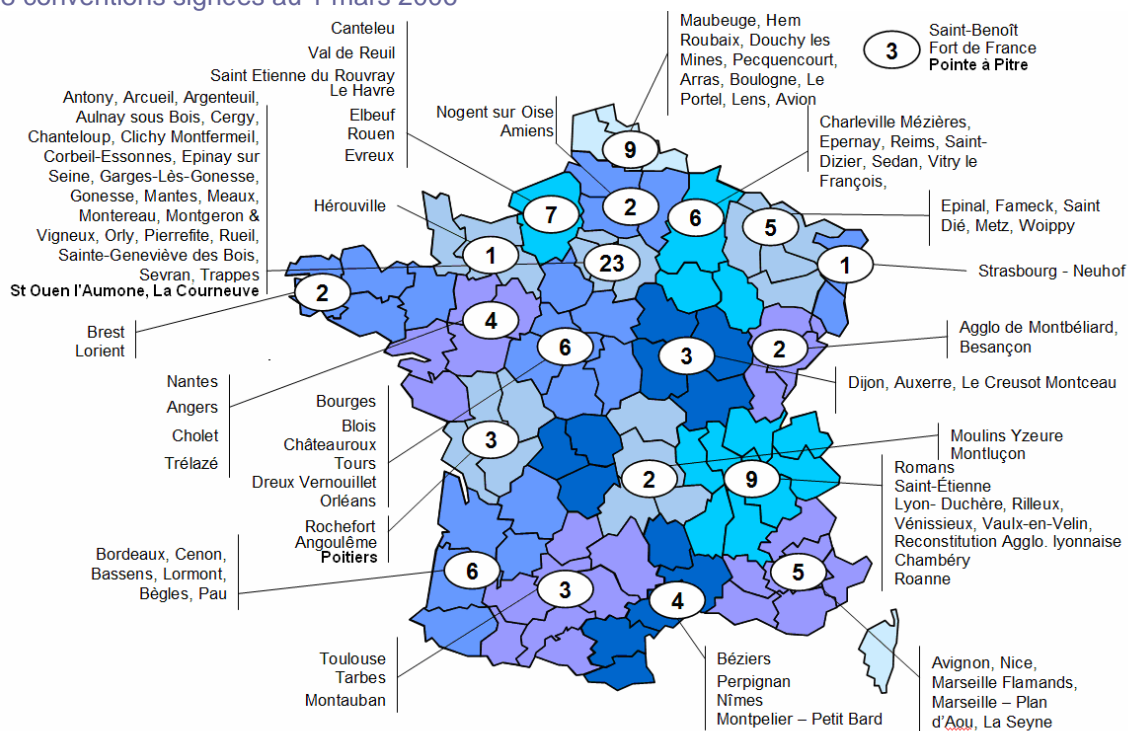 conventions signées au 1 mars 2006
Canteleu
Val de Reuil
Saint Etienne du Rouvray
Le Havre
Elbeuf
Rouen
Evreux
Maubeuge, Hem
Roubaix, Douchy les
Mines, Pecquencourt,
Arras, Boulogne, Le
Portel, Lens, Avion
3
Saint-Benoît
Fort de France
Pointe à Pitre
Antony, Arcueil, Argenteuil,
Aulnay sous Bois, Cergy,
Chanteloup, Clichy Montfermeil,
Corbeil-Essonnes, Epinay sur
Seine, Garges-Lès-Gonesse,
Gonesse, Mantes, Meaux,
Montereau, Montgeron &
Vigneux, Orly, Pierrefite, Rueil,
Sainte-Geneviève des Bois,
Sevran, Trappes
St Ouen l'Aumone, La Courneuve
Nogent sur Oise
Amiens
Charleville Mézières,
Epernay, Reims, Saint-
Dizier, Sedan, Vitry le
François,
Hérouville
Epinal, Fameck, Saint
Dié, Metz, Woippy
Strasbourg - Neuhof
9
7
2
6
5
1
23
1
2
4
6
3
2
3
2
9
6
3
4
5
Brest
Lorient
Agglo de Montbéliard,
Besançon
Dijon, Auxerre, Le Creusot Montceau
Nantes
Angers
Cholet
Trélazé
Bourges
Blois
Châteauroux
Tours
Dreux Vernouillet
Orléans
Rochefort
Angoulême
Poitiers
Moulins Yzeure
Montluçon
Romans
Saint-Étienne
Lyon- Duchère, Rilleux,
Vénissieux, Vaulx-en-Velin,
Reconstitution Agglo. lyonnaise
Chambéry
Roanne
Bordeaux, Cenon,
Bassens, Lormont,
Bègles, Pau
Toulouse
Tarbes
Montauban
Béziers
Perpignan
Nîmes
Montpelier – Petit Bard
Avignon, Nice,
Marseille Flamands,
Marseille – Plan
d'Aou, La Seyne